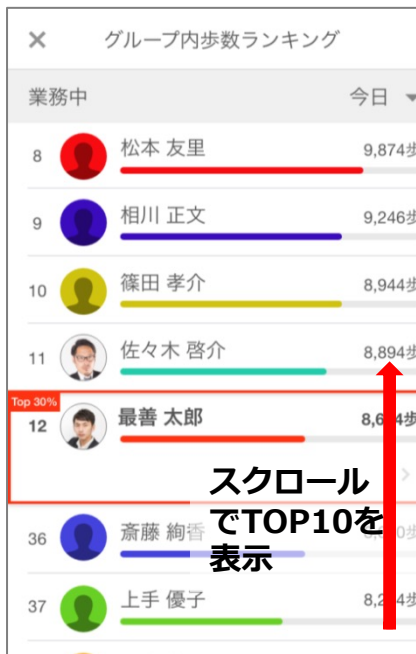 × グループ内歩数ランキング
業務中 今日
8 松本 友里 9,874歩
9 相川 正文 9,246歩
10 篠田 孝介 8,944歩
11 佐々木 啓介 8,894歩
Top 30%
12 最善 太郎
スクロール
でTOP10を
表示
36 斎藤 絢香
37 上手 優子